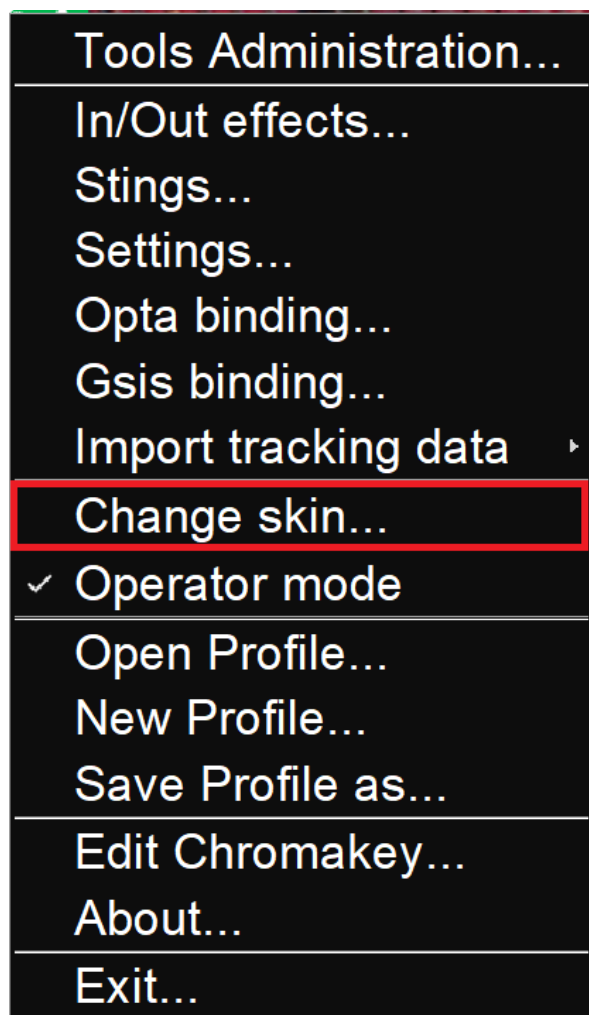 Tools Administration...
In/Out effects...
Stings...
Settings...
Opta binding...
Gsis binding...
Import tracking data
Change skin...
Operator mode
Open Profile...
New Profile...
Save Profile as...
Edit Chromakey...
About...
Exit...